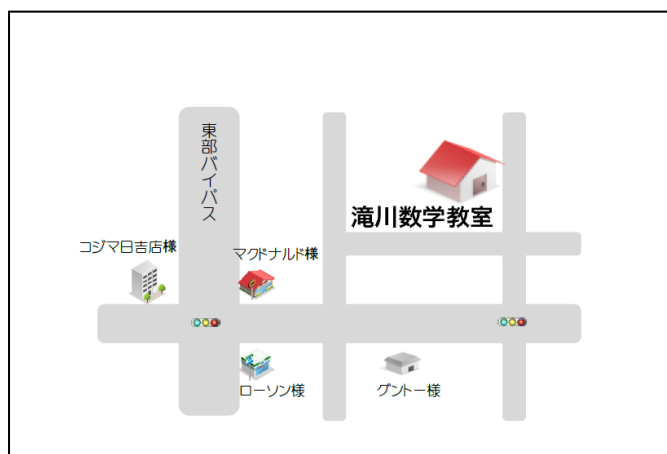 東部バイパス
滝川数学教室
コジマ日吉店様
マクドナルド様
ローソン様
グントー様